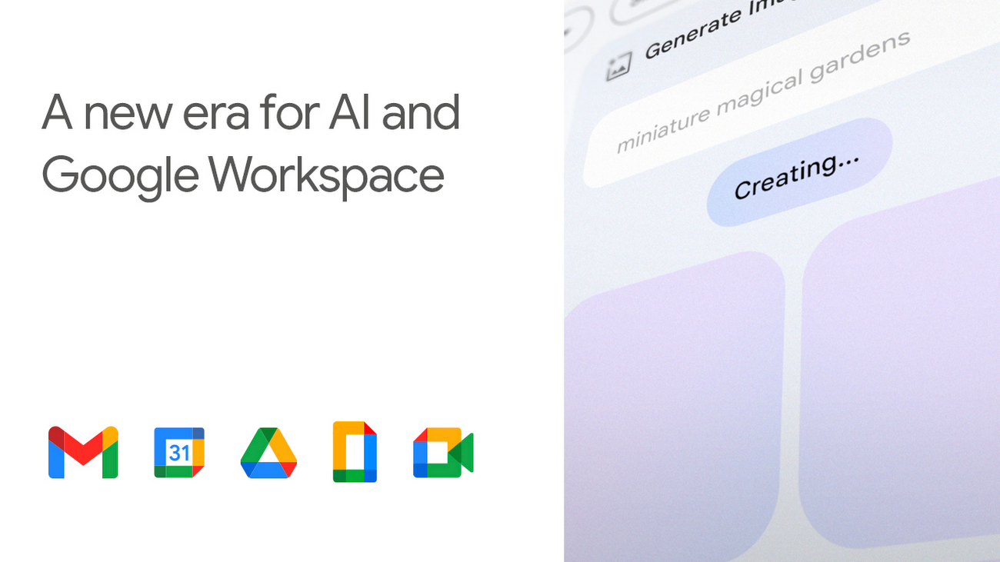 A new era for AI and
Google Workspace
31
Generate
miniature magical gardens
Creating...